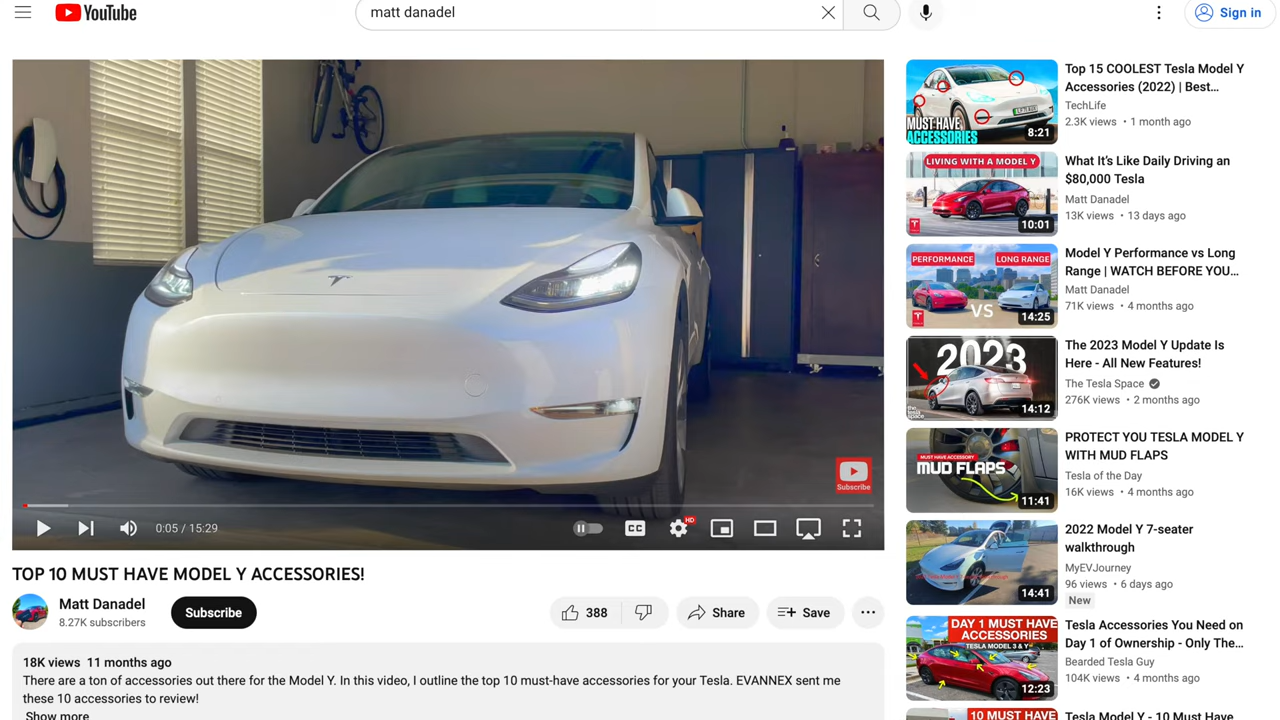 YouTube
matt danadel
Sign in
Subscribe
0:05 / 15:29
CC
HD
TOP 10 MUST HAVE MODEL Y ACCESSORIES!
Matt Danadel
8.27K subscribers
Subscribe
388
Share
Save
18K views 11 months ago
There are a ton of accessories out there for the Model Y. In this video, I outline the top 10 must-have accessories for your Tesla. EVANNEX sent me
these 10 accessories to review!
Show more
MUST-HAVE
ACCESSORIES
8:21
Top 15 COOLEST Tesla Model Y
Accessories (2022) | Best...
TechLife
2.3K views • 1 month ago
LIVING WITH A MODEL Y
10:01
What It's Like Daily Driving an
$80,000 Tesla
Matt Danadel
13K views • 13 days ago
PERFORMANCE
LONG RANGE
VS
14:25
Model Y Performance vs Long
Range | WATCH BEFORE YOU...
Matt Danadel
71K views • 4 months ago
2023
the
tesla
space
14:12
The 2023 Model Y Update Is
Here - All New Features!
The Tesla Space
276K views • 2 months ago
MUST HAVE ACCESSORY
MUD FLAPS
11:41
PROTECT YOU TESLA MODEL Y
WITH MUD FLAPS
Tesla of the Day
16K views • 4 months ago
14:41
2022 Model Y 7-seater
walkthrough
MyEVJourney
96 views • 6 days ago
New
DAY 1 MUST HAVE
ACCESSORIES
TESLA MODEL 3 & Y
12:23
Tesla Accessories You Need on
Day 1 of Ownership - Only The...
Bearded Tesla Guy
104K views • 4 months ago
10 MUST HAVE
Tesla Model Y - 10 Must Have